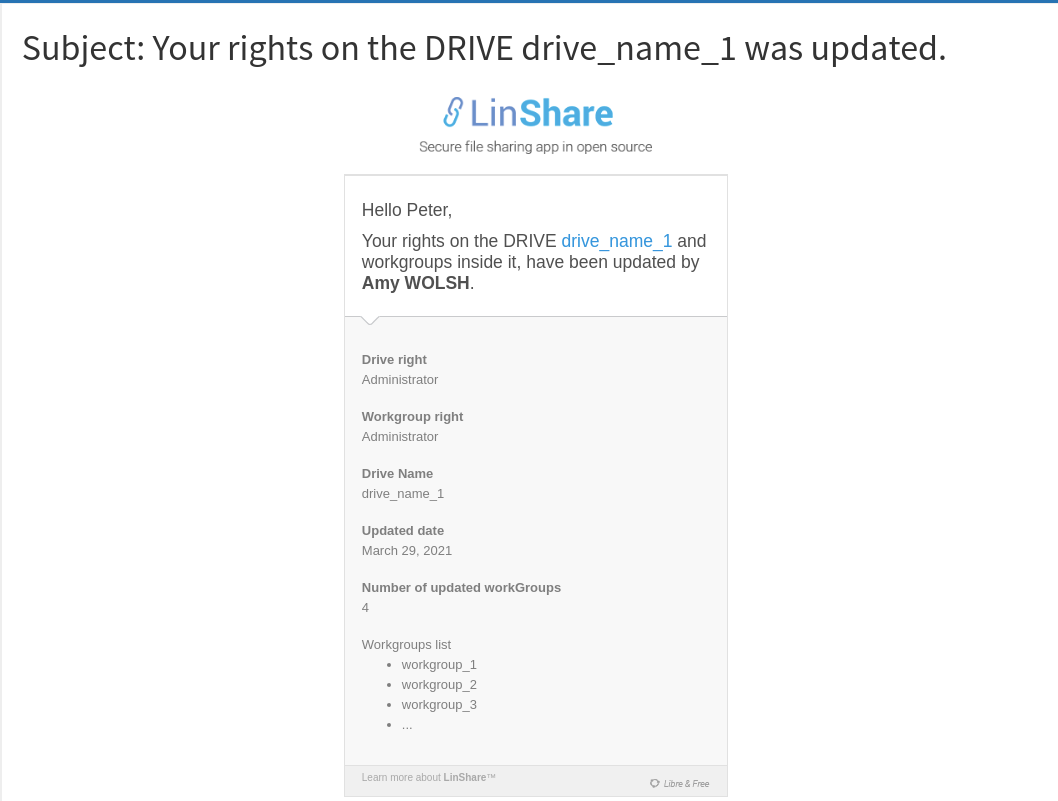 Subject: Your rights on the DRIVE drive_name_1 was updated.
LinShare
Secure file sharing app in open source
Hello Peter,
Your rights on the DRIVE drive_name_1 and
workgroups inside it, have been updated by
Amy WOLSH.
Drive right
Administrator
Workgroup right
Administrator
Drive Name
drive_name_1
Updated date
March 29, 2021
Number of updated workGroups
4
Workgroups list
• workgroup_1
• workgroup_2
• workgroup_3
• ...
Learn more about LinShare™
Libre & Free